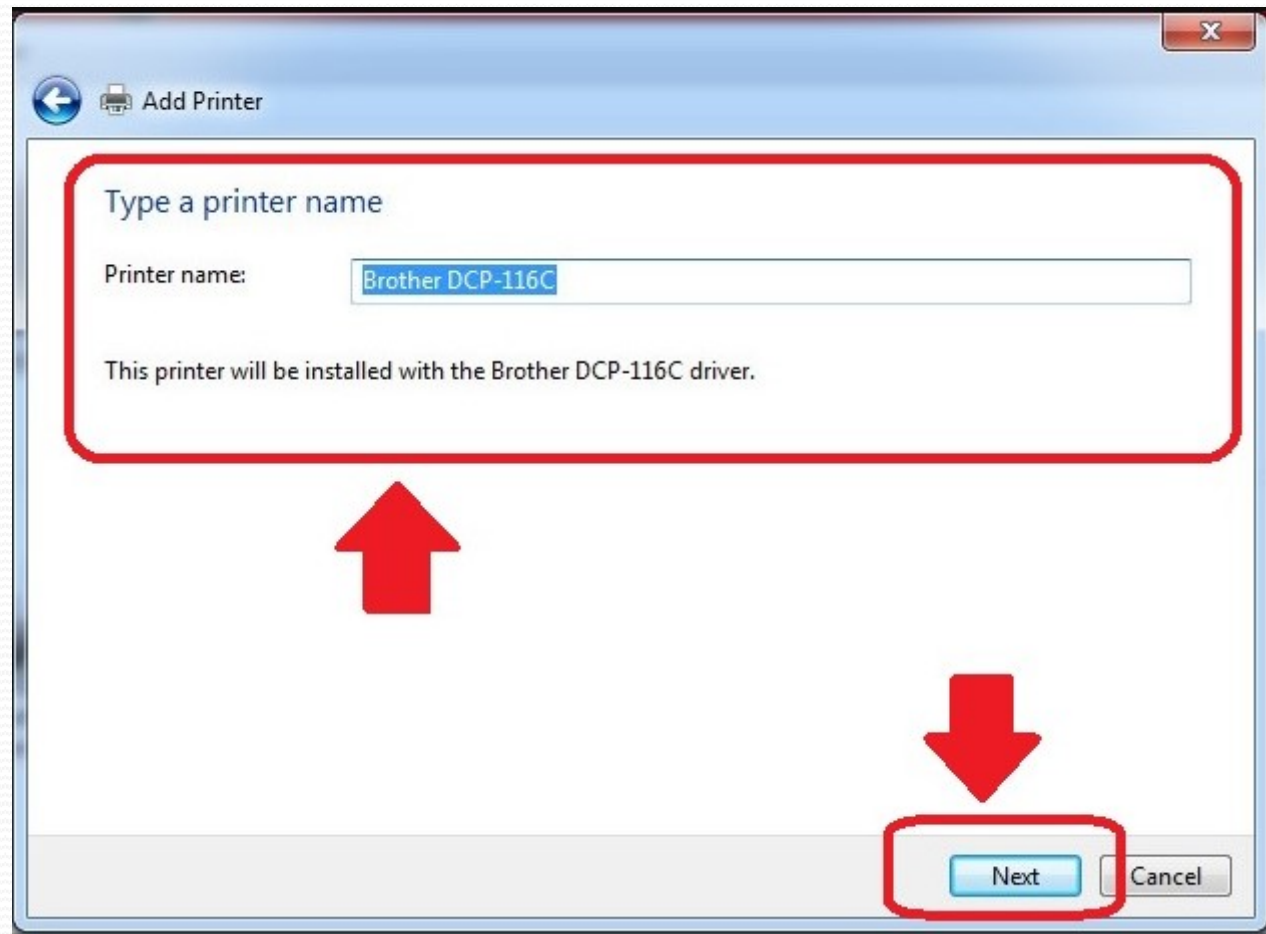 Add Printer
Type a printer name
Printer name: Brother DCP-116C
This printer will be installed with the Brother DCP-116C driver.
Next Cancel